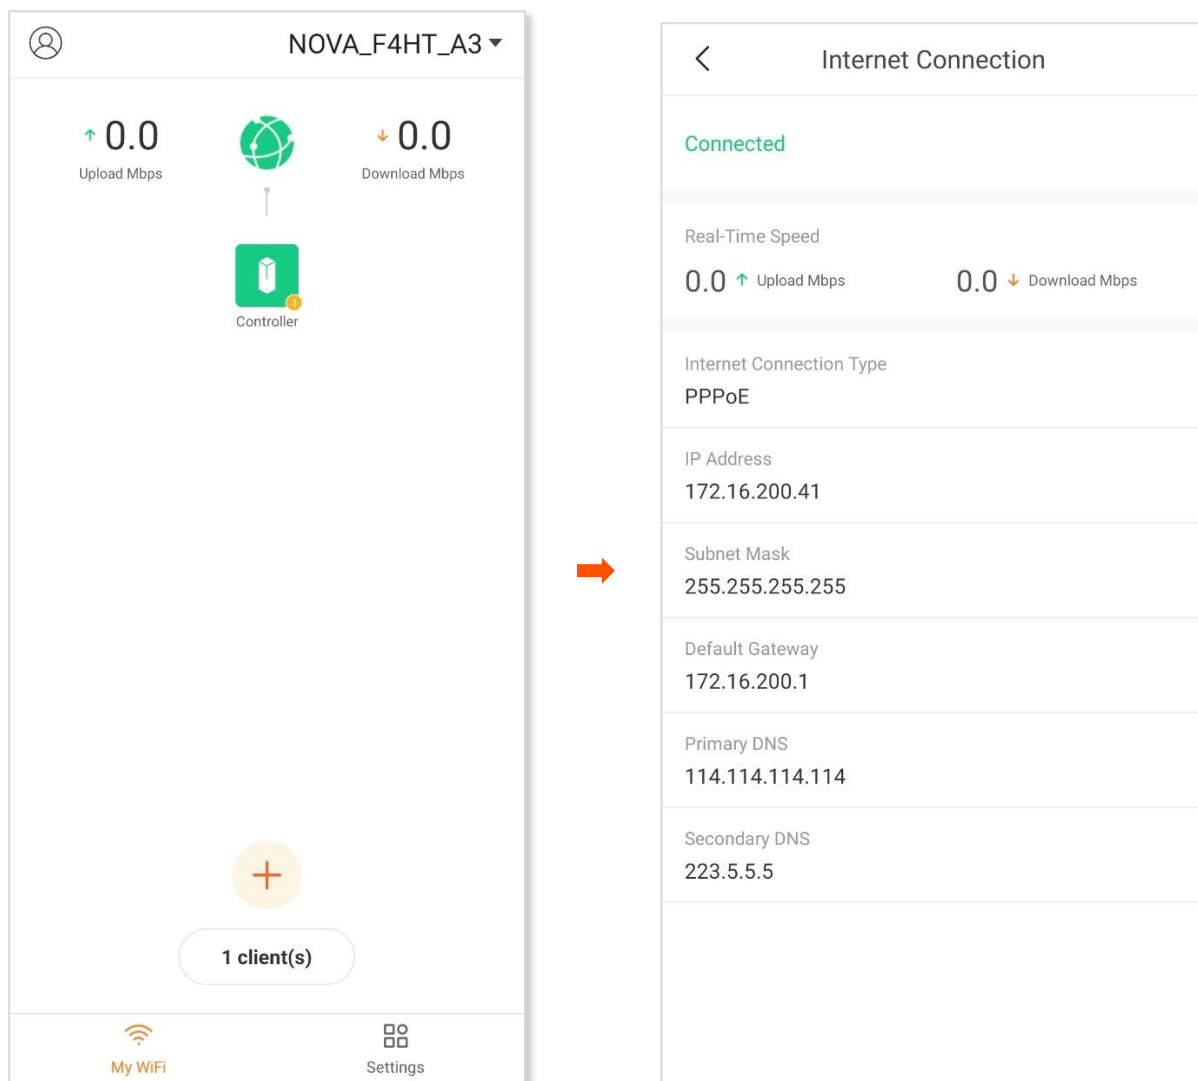 NOVA_F4HT_A3
0.0
Upload Mbps
0.0
Download Mbps
1
Controller
1 client(s)
My WiFi
Settings
Internet Connection
Connected
Real-Time Speed
0.0 Upload Mbps
0.0 Download Mbps
Internet Connection Type
PPPoE
IP Address
172.16.200.41
Subnet Mask
255.255.255.255
Default Gateway
172.16.200.1
Primary DNS
114.114.114.114
Secondary DNS
223.5.5.5